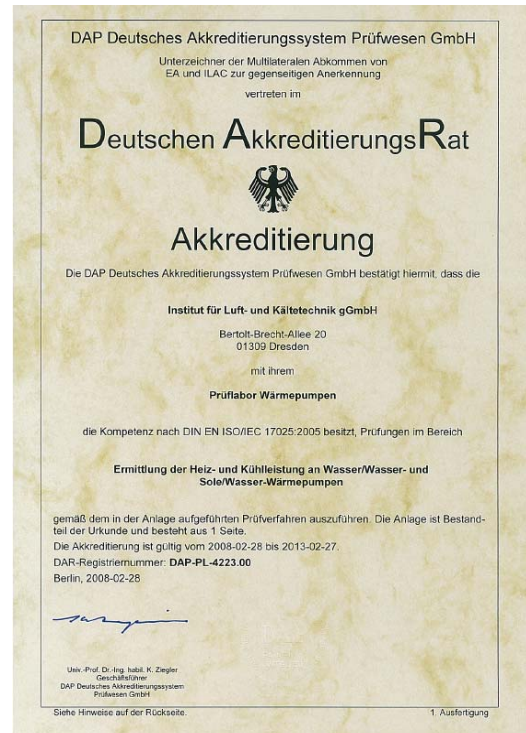 DAP Deutsches Akkreditierungssystem Prüfwesen GmbH
Unterzeichner der Multilateralen Abkommen von
EA und ILAC zur gegenseitigen Anerkennung
vertreten im
Deutschen AkkreditierungsRat
Akkreditierung
Die DAP Deutsches Akkreditierungssystem Prüfwesen GmbH bestätigt hiermit, dass die
Institut für Luft- und Kältetechnik gGmbH
Bertolt-Brecht-Allee 20
01309 Dresden
mit ihrem
Prüflabor Wärmepumpen
die Kompetenz nach DIN EN ISO/IEC 17025:2005 besitzt, Prüfungen im Bereich
Ermittlung der Heiz- und Kühlleistung an Wasser/Wasser- und
Sole/Wasser-Wärmepumpen
gemäß dem in der Anlage aufgeführten Prüfverfahren auszuführen. Die Anlage ist Bestand-
teil der Urkunde und besteht aus 1 Seite.
Die Akkreditierung ist gültig vom 2008-02-28 bis 2013-02-27.
DAR-Registriernummer: DAP-PL-4223.00
Berlin, 2008-02-28
Univ.-Prof. Dr.-Ing. habil. K. Ziegler
Geschäftsführer
DAP Deutsches Akkreditierungssystem
Prüfwesen GmbH
Siehe Hinweise auf der Rückseite.
1. Ausfertigung